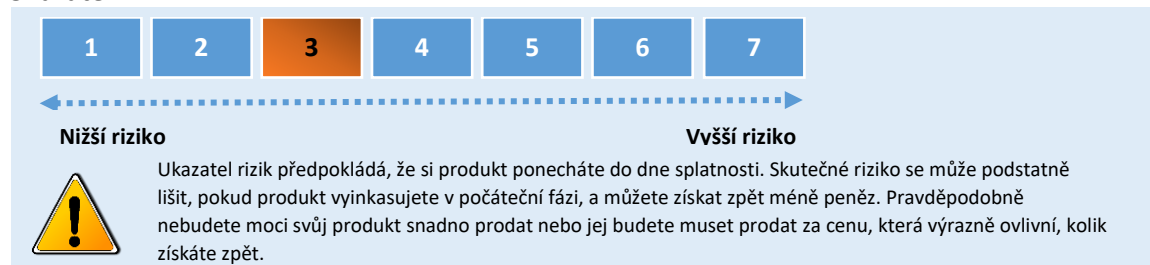 1 2 3 4 5 6 7
Nižší riziko Vyšší riziko
Ukazatel rizik předpokládá, že si produkt ponecháte do dne splatnosti. Skutečné riziko se může podstatně
lišit, pokud produkt vyinkasujete v počáteční fázi, a můžete získat zpět méně peněz. Pravděpodobně
nebudete moci svůj produkt snadno prodat nebo jej budete muset prodat za cenu, která výrazně ovlivní, kolik
získáte zpět.